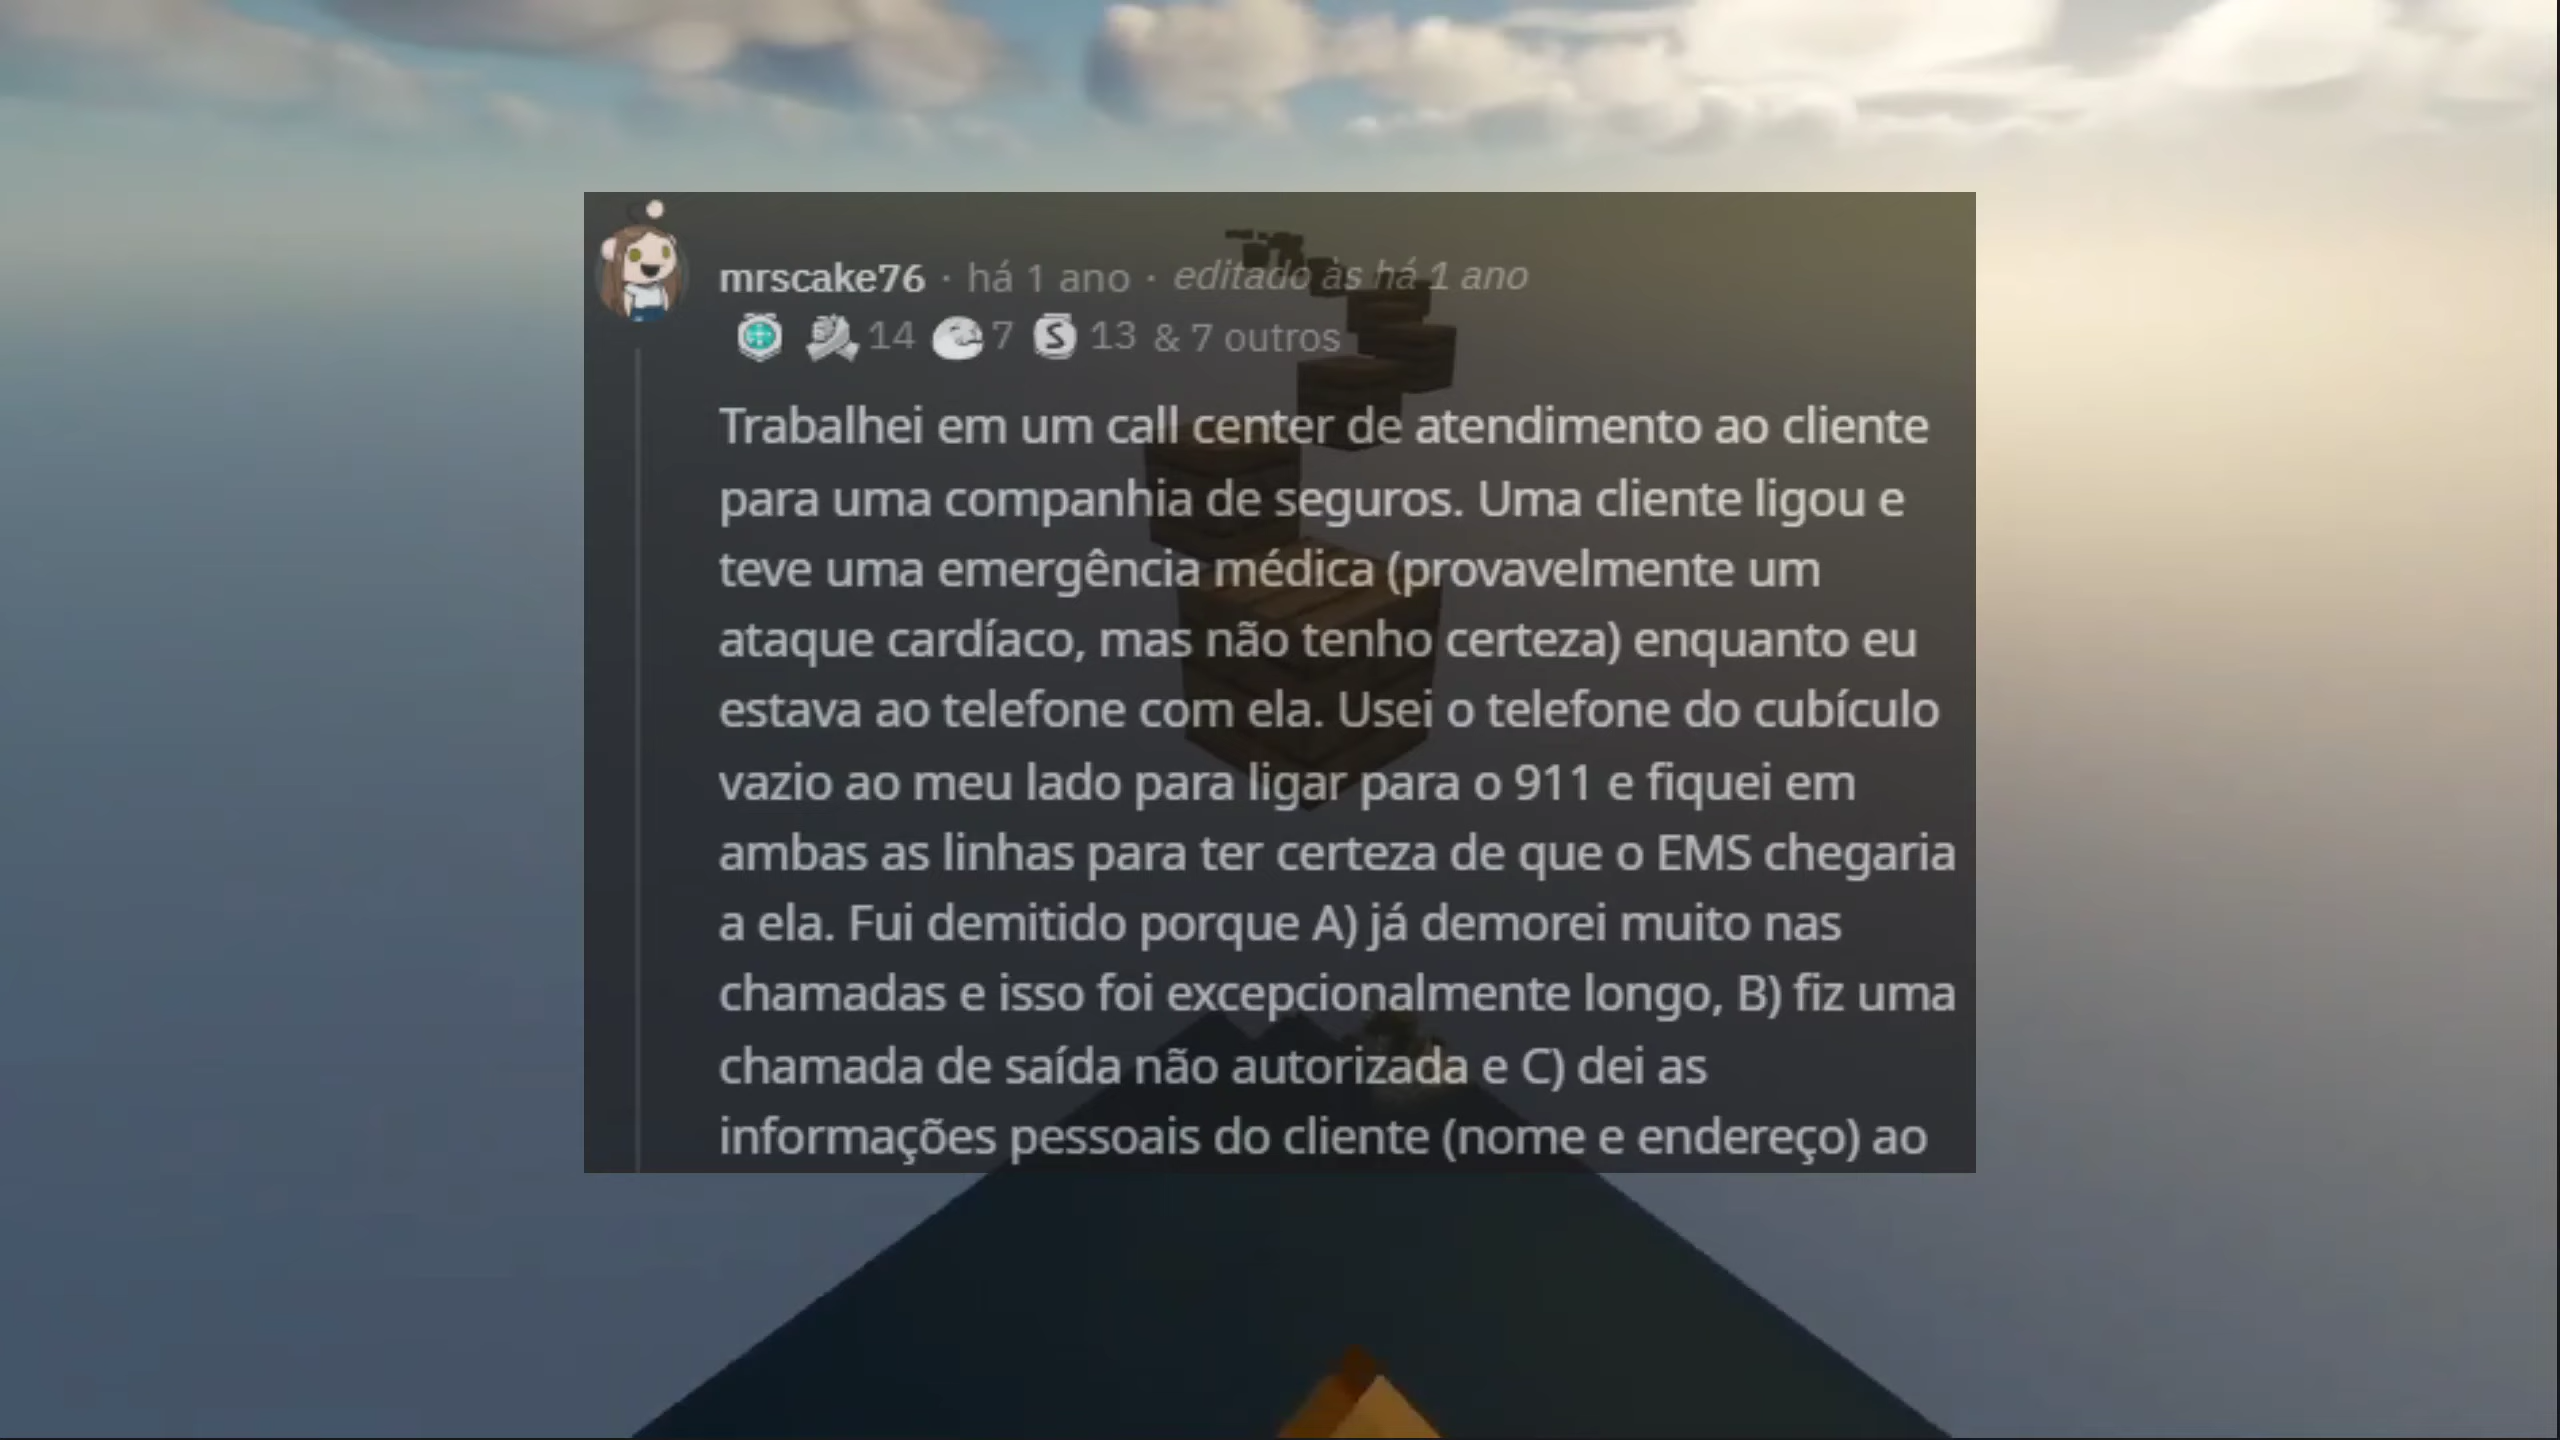 mrscake76 · há 1 ano · editado às há 1 ano
14 7 S 13 & 7 outros
Trabalhei em um call center de atendimento ao cliente
para uma companhia de seguros. Uma cliente ligou e
teve uma emergência médica (provavelmente um
ataque cardíaco, mas não tenho certeza) enquanto eu
estava ao telefone com ela. Usei o telefone do cubículo
vazio ao meu lado para ligar para o 911 e fiquei em
ambas as linhas para ter certeza de que o EMS chegaria
a ela. Fui demitido porque A) já demorei muito nas
chamadas e isso foi excepcionalmente longo, B) fiz uma
chamada de saída não autorizada e C) dei as
informações pessoais do cliente (nome e endereço) ao